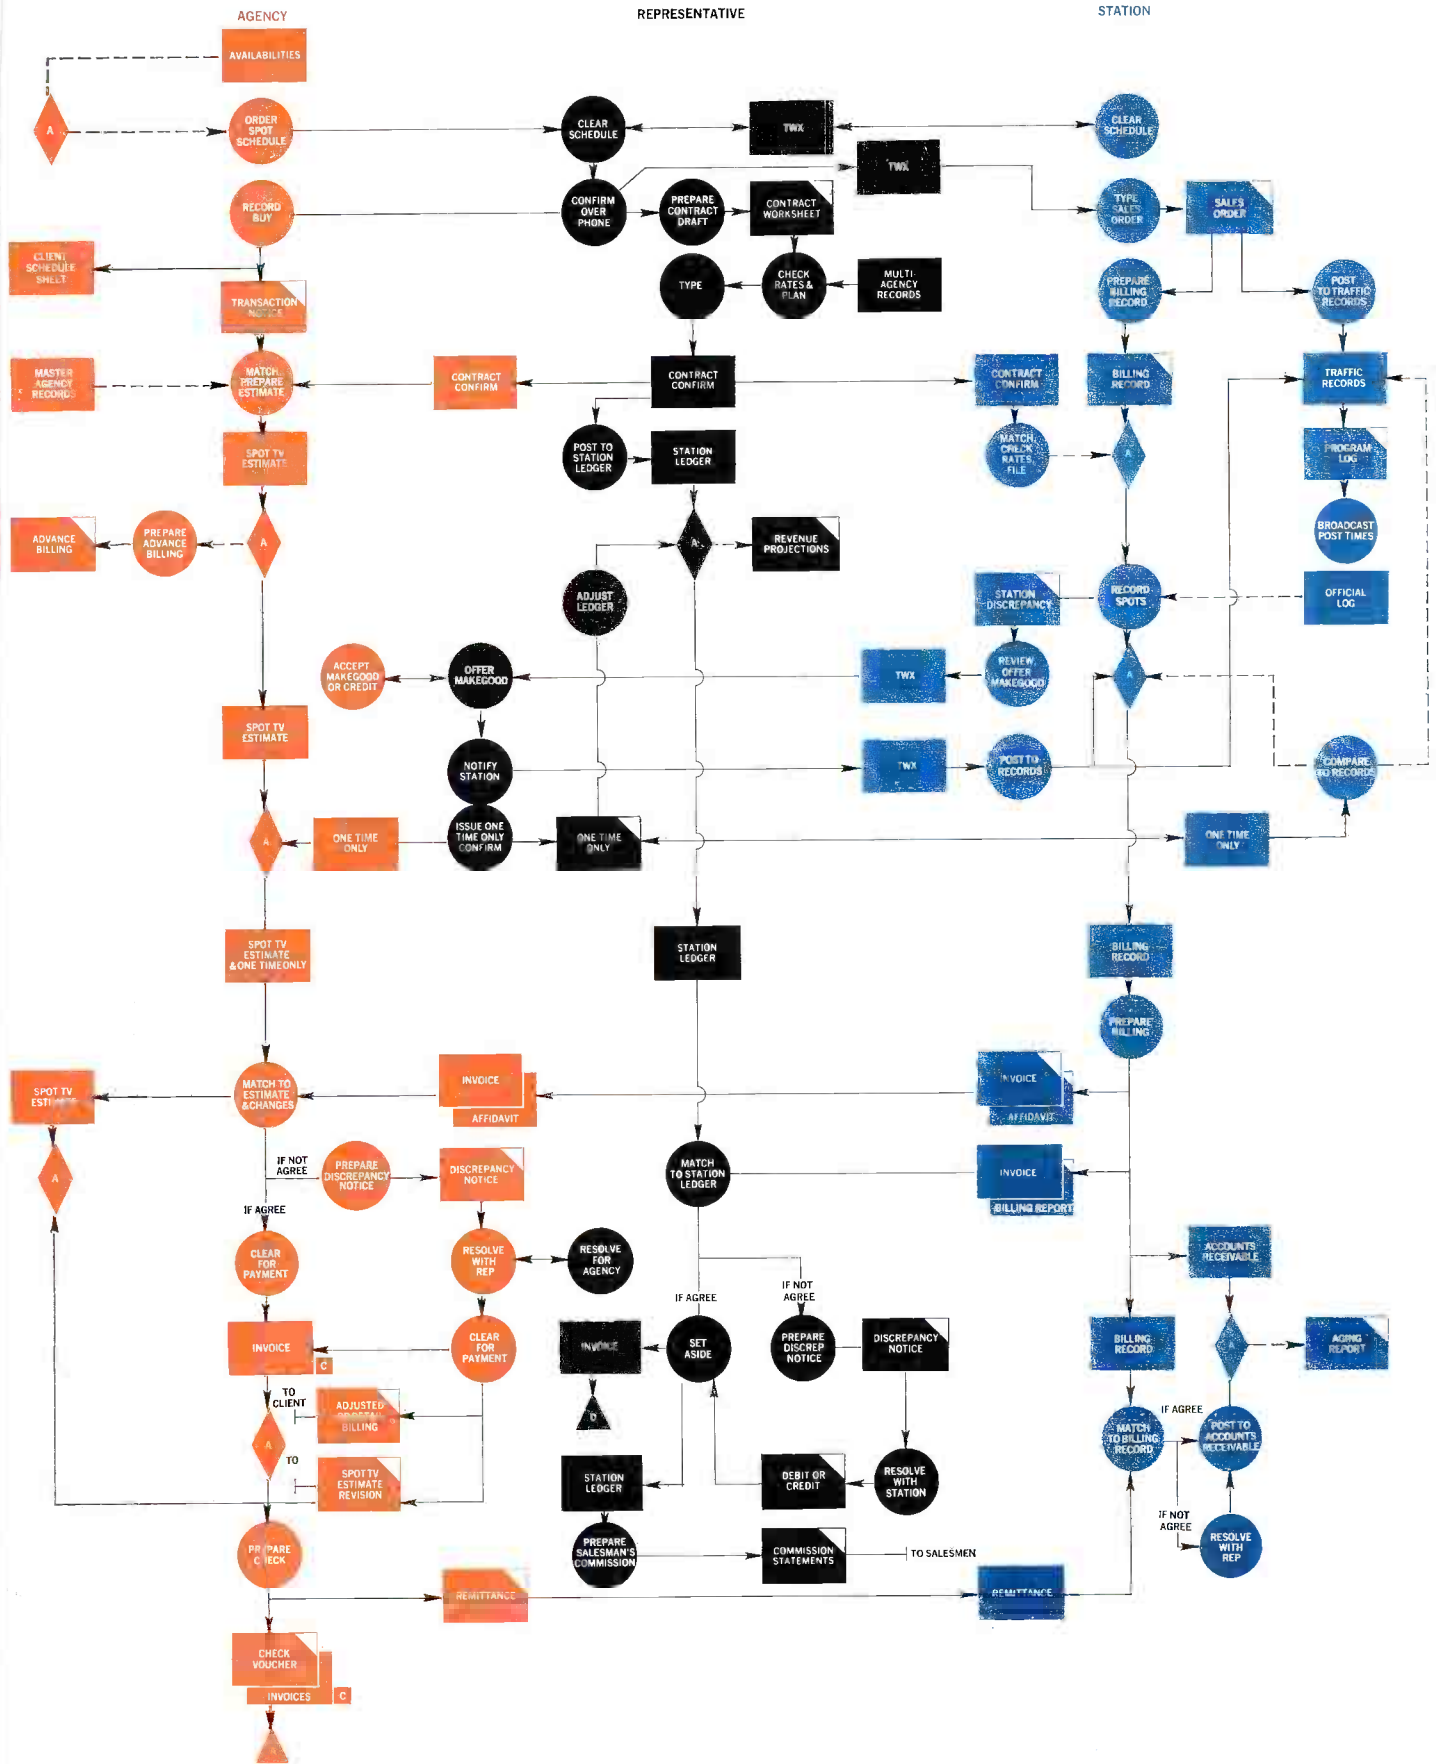 AGENCY
REPRESENTATIVE
STATION
AVAILABILITIES
A
ORDER
SPOT
SCHEDULE
CLEAR
SCHEDULE
TWX
CLEAR
SCHEDULE
TWX
RECORD
BUY
CONFIRM
OVER
PHONE
PREPARE
CONTRACT
DRAFT
CONTRACT
WORKSHEET
TYPE
SALES
ORDER
SALES
ORDER
CLIENT
SCHEDULE
SHEET
TRANSACTION
NOTICE
TYPE
CHECK
RATES &
PLAN
MULTI-
AGENCY
RECORDS
PREPARE
BILLING
RECORD
POST
TO TRAFFIC
RECORDS
MASTER
AGENCY
RECORDS
MATCH,
PREPARE
ESTIMATE
CONTRACT
CONFIRM
CONTRACT
CONFIRM
CONTRACT
CONFIRM
BILLING
RECORD
TRAFFIC
RECORDS
SPOT TV
ESTIMATE
POST TO
STATION
LEDGER
STATION
LEDGER
MATCH,
CHECK
RATES,
FILE
A
PROGRAM
LOG
ADVANCE
BILLING
PREPARE
ADVANCE
BILLING
A
A
REVENUE
PROJECTIONS
BROADCAST
POST TIMES
ADJUST
LEDGER
STATION
DISCREPANCY
RECORD
SPOTS
OFFICIAL
LOG
ACCEPT
MAKEGOOD
OR CREDIT
OFFER
MAKEGOOD
TWX
REVIEW,
OFFER
MAKEGOOD
A
SPOT TV
ESTIMATE
NOTIFY
STATION
TWX
POST TO
RECORDS
COMPARE
TO RECORDS
A
ONE TIME
ONLY
ISSUE ONE
TIME ONLY
CONFIRM
ONE TIME
ONLY
ONE TIME
ONLY
SPOT TV
ESTIMATE
& ONE TIME ONLY
STATION
LEDGER
BILLING
RECORD
PREPARE
BILLING
SPOT TV
ESTIMATE
MATCH TO
ESTIMATE
& CHANGES
INVOICE
AFFIDAVIT
INVOICE
AFFIDAVIT
A
IF NOT
AGREE
PREPARE
DISCREPANCY
NOTICE
DISCREPANCY
NOTICE
MATCH
TO STATION
LEDGER
INVOICE
BILLING REPORT
IF AGREE
CLEAR
FOR
PAYMENT
RESOLVE
WITH
REP
RESOLVE
FOR
AGENCY
ACCOUNTS
RECEIVABLE
IF AGREE
IF NOT
AGREE
INVOICE
C
CLEAR
FOR
PAYMENT
INVOICE
SET
ASIDE
PREPARE
DISCREP
NOTICE
DISCREPANCY
NOTICE
BILLING
RECORD
A
AGING
REPORT
TO
CLIENT
ADJUSTED
BILLING
D
A
IF AGREE
MATCH
TO BILLING
RECORD
POST TO
ACCOUNTS
RECEIVABLE
TO
SPOT TV
ESTIMATE
REVISION
STATION
LEDGER
DEBIT OR
CREDIT
RESOLVE
WITH
STATION
IF NOT
AGREE
RESOLVE
WITH
REP
PREPARE
CHECK
PREPARE
SALESMAN'S
COMMISSION
COMMISSION
STATEMENTS
TO SALESMEN
REMITTANCE
REMITTANCE
CHECK
VOUCHER
INVOICES
C